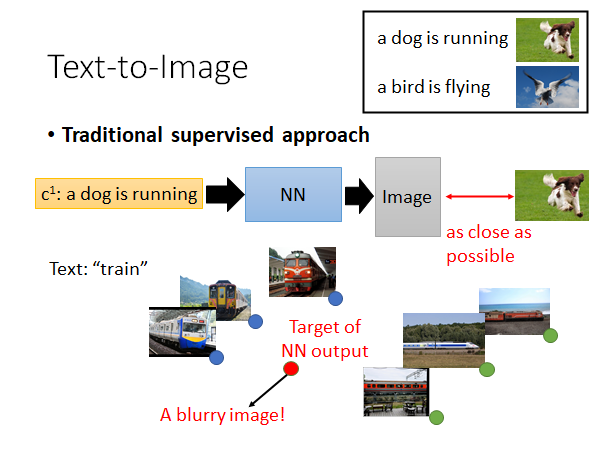 Text-to-Image
a dog is running
a bird is flying
• Traditional supervised approach
c¹: a dog is running
NN
Image
as close as
possible
Text: “train”
Target of
NN output
A blurry image!